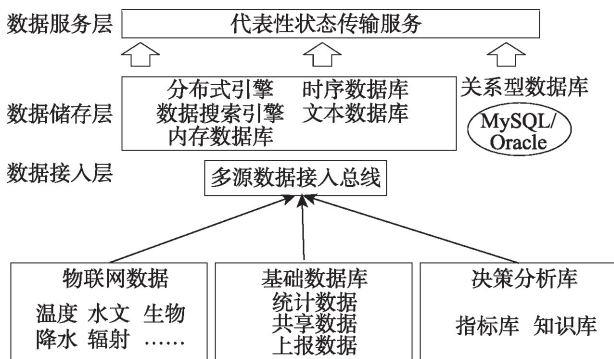 数据服务层 代表性状态传输服务
数据储存层
分布式引擎 时序数据库
数据搜索引擎 文本数据库
内存数据库
关系型数据库
MySQL/
Oracle
数据接入层 多源数据接入总线
物联网数据
温度 水文 生物
降水 辐射 ……
基础数据库
统计数据
共享数据
上报数据
决策分析库
指标库 知识库